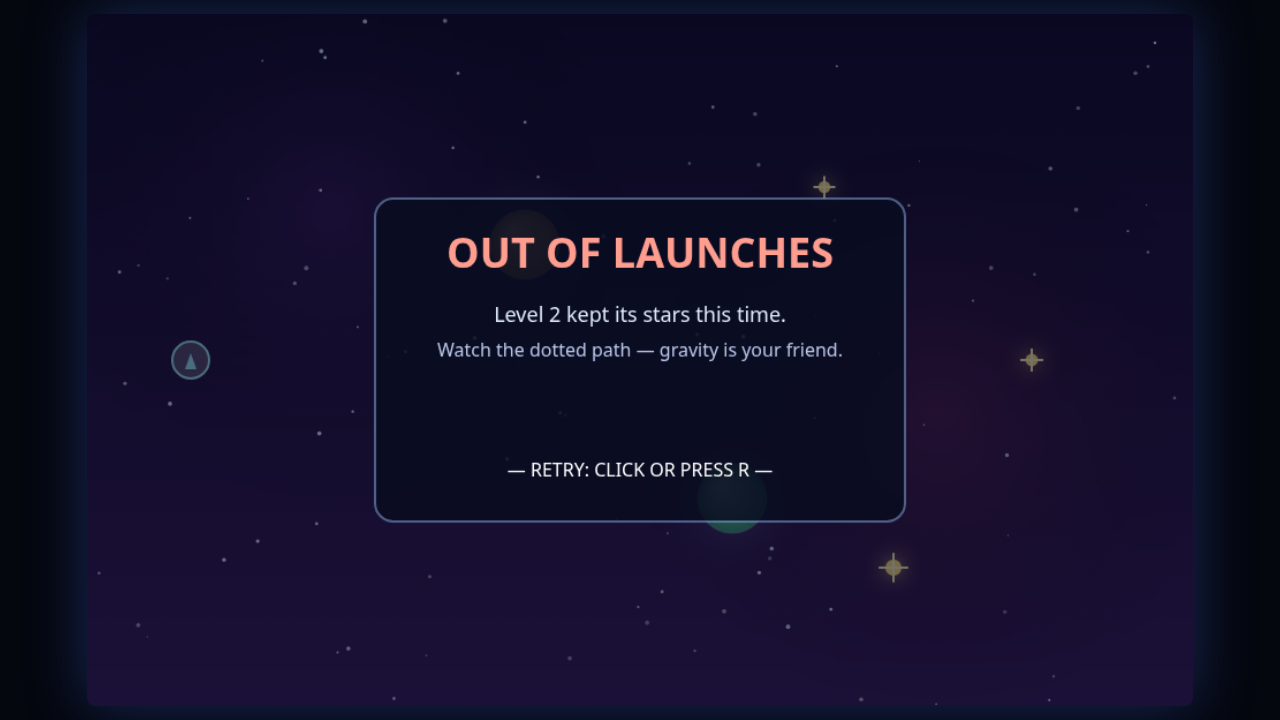 OUT OF LAUNCHES
Level 2 kept its stars this time.
Watch the dotted path — gravity is your friend.
— RETRY: CLICK OR PRESS R —